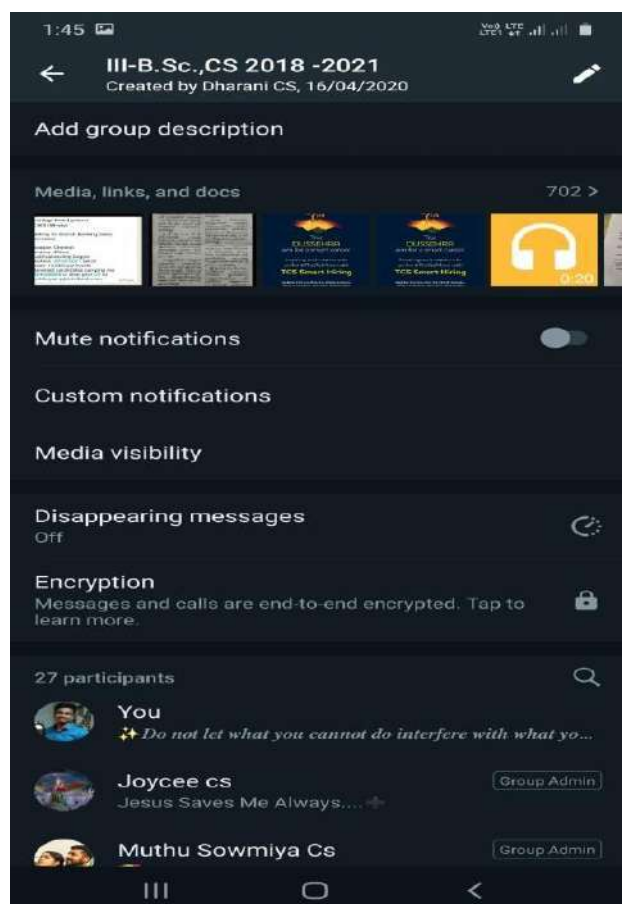 1:45
III-B.Sc.,CS 2018 -2021
Created by Dharani CS, 16/04/2020
Add group description
Media, links, and docs
702 >
DUSSEHRA
TCS Smart Hiring
DUSSEHRA
TCS Smart Hiring
0:20
Mute notifications
Custom notifications
Media visibility
Disappearing messages
Off
Encryption
Messages and calls are end-to-end encrypted. Tap to
learn more.
27 participants
You
✨Do not let what you cannot do interfere with what yo...
Joycee cs
Group Admin
Jesus Saves Me Always....
Muthu Sowmiya Cs
Group Admin